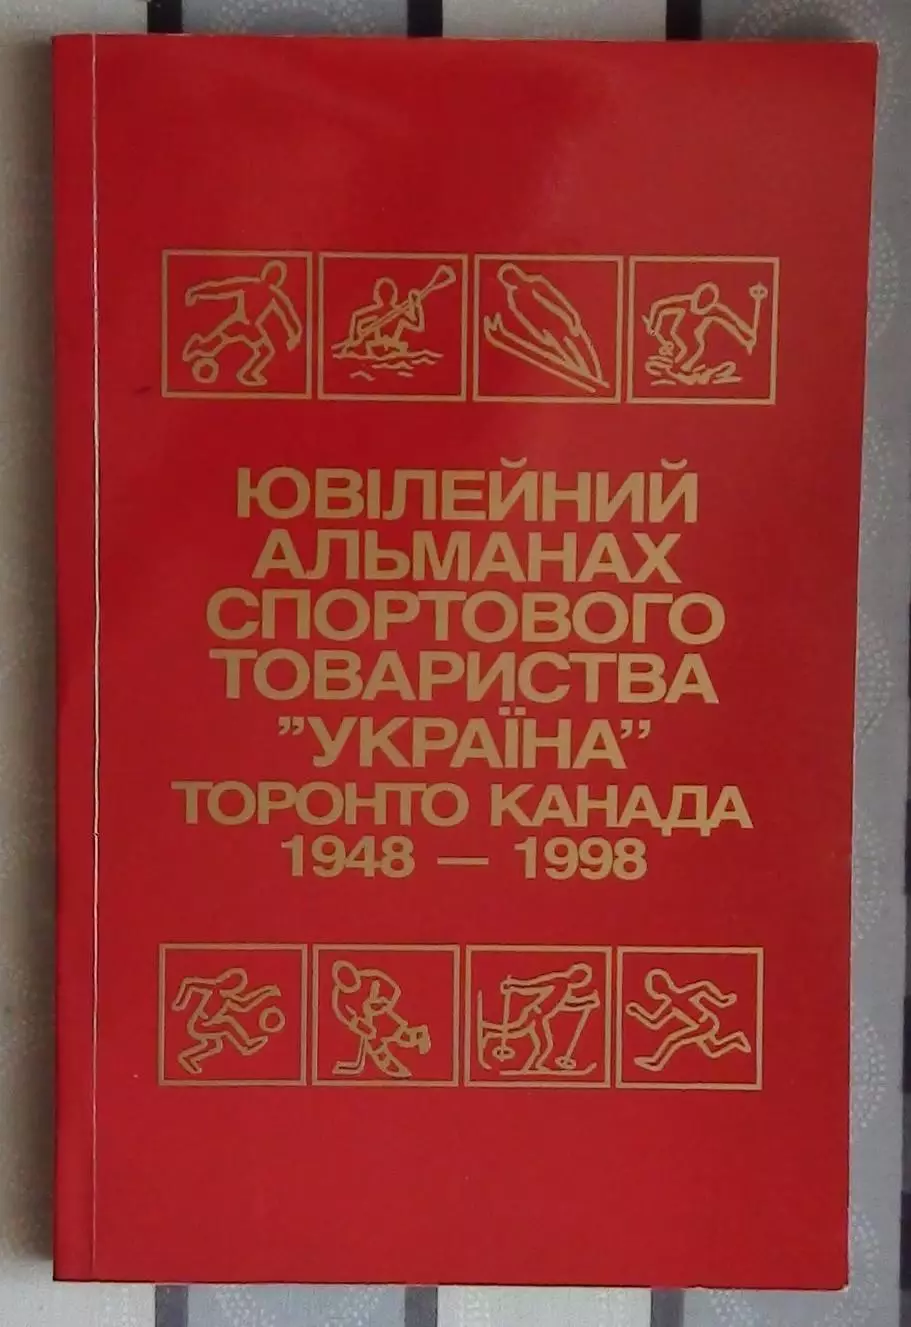 ЮВІЛЕЙНИЙ
АЛЬМАНАХ
СПОРТОВОГО
ТОВАРИСТВА
"УКРАЇНА"
ТОРОНТО КАНАДА
1948 — 1998